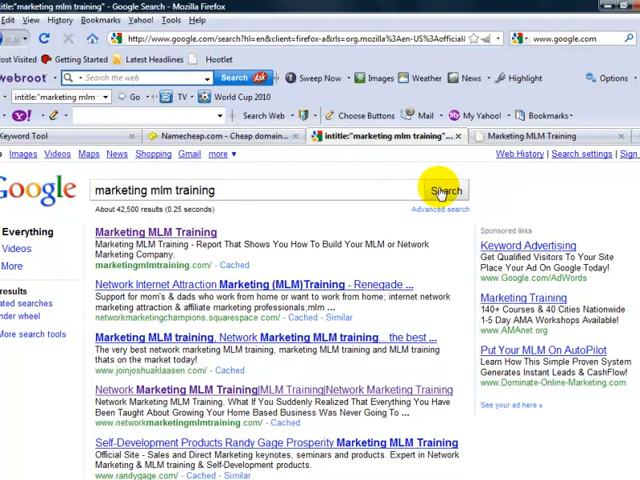 intitle:"marketing mlm training" - Google Search - Mozilla Firefox
Edit View History Bookmarks Yahoo! Tools Help
http://www.google.com/search?hl=en&client=firefox-a&rls=org.mozilla%3Aen-US%3Aofficial www.google.com
Most Visited Getting Started Latest Headlines Hootlet
webroot Search the web Search Ask Sweep Now Images Weather News Highlight Options
intitle:"marketing mlm Go TV World Cup 2010
Y! Search Web Choose Buttons Mail My Yahoo! Bookmarks
Keyword Tool Namecheap.com - Cheap domain... intitle:"marketing mlm training"... Marketing MLM Training
Images Videos Maps News Shopping Gmail more Web History | Search settings | Sign
Google marketing mlm training Search
About 42,500 results (0.25 seconds) Advanced search
Everything
Videos
More
results
ated searches
nder wheel
More search tools
Marketing MLM Training
Marketing MLM Training - Report That Shows You How To Build Your MLM or Network
Marketing Company.
marketingmlmtraining.com/ - Cached
Network Internet Attraction Marketing (MLM)Training - Renegade ...
Support for mom's & dads who work from home or want to work from home; internet network
marketing attraction & affiliate marketing professionals;mlm ...
networkmarketingchampions.squarespace.com/ - Cached - Similar
Marketing MLM training, Network Marketing MLM training... the best ...
The very best network marketing training, marketing MLM training and MLM training
thats on the market today!
www.joinjoshuaklaasen.com/ - Cached
Network Marketing MLM Training|MLM Training|Network Marketing Training
Network Marketing MLM Training. What If You Suddenly Realized That Everything You Have
Been Taught About Growing Your Home Based Business Was Never Going To ...
www.networkmarketingmlmtraining.com/ - Cached
Self-Development Products Randy Gage Prosperity Marketing MLM Training
Official Site - Sales and Direct Marketing keynotes, seminars and products. Expert in Network
Marketing & MLM Training & Self-Development products.
www.randygage.com/ - Cached - Similar
Sponsored links
Keyword Advertising
Get Qualified Visitors To Your Site
Place Your Ad On Google Today!
www.Google.com/AdWords
Marketing Training
140+ Courses & 40 Cities Nationwide
1-5 Day AMA Workshops Avail. Now!
www.AMAnet.org
Put Your MLM On AutoPilot
Learn How This Simple Proven System
Generates Instant Leads & CashFlow!
www.Dominate-Online-Marketing.com
See your ad here »